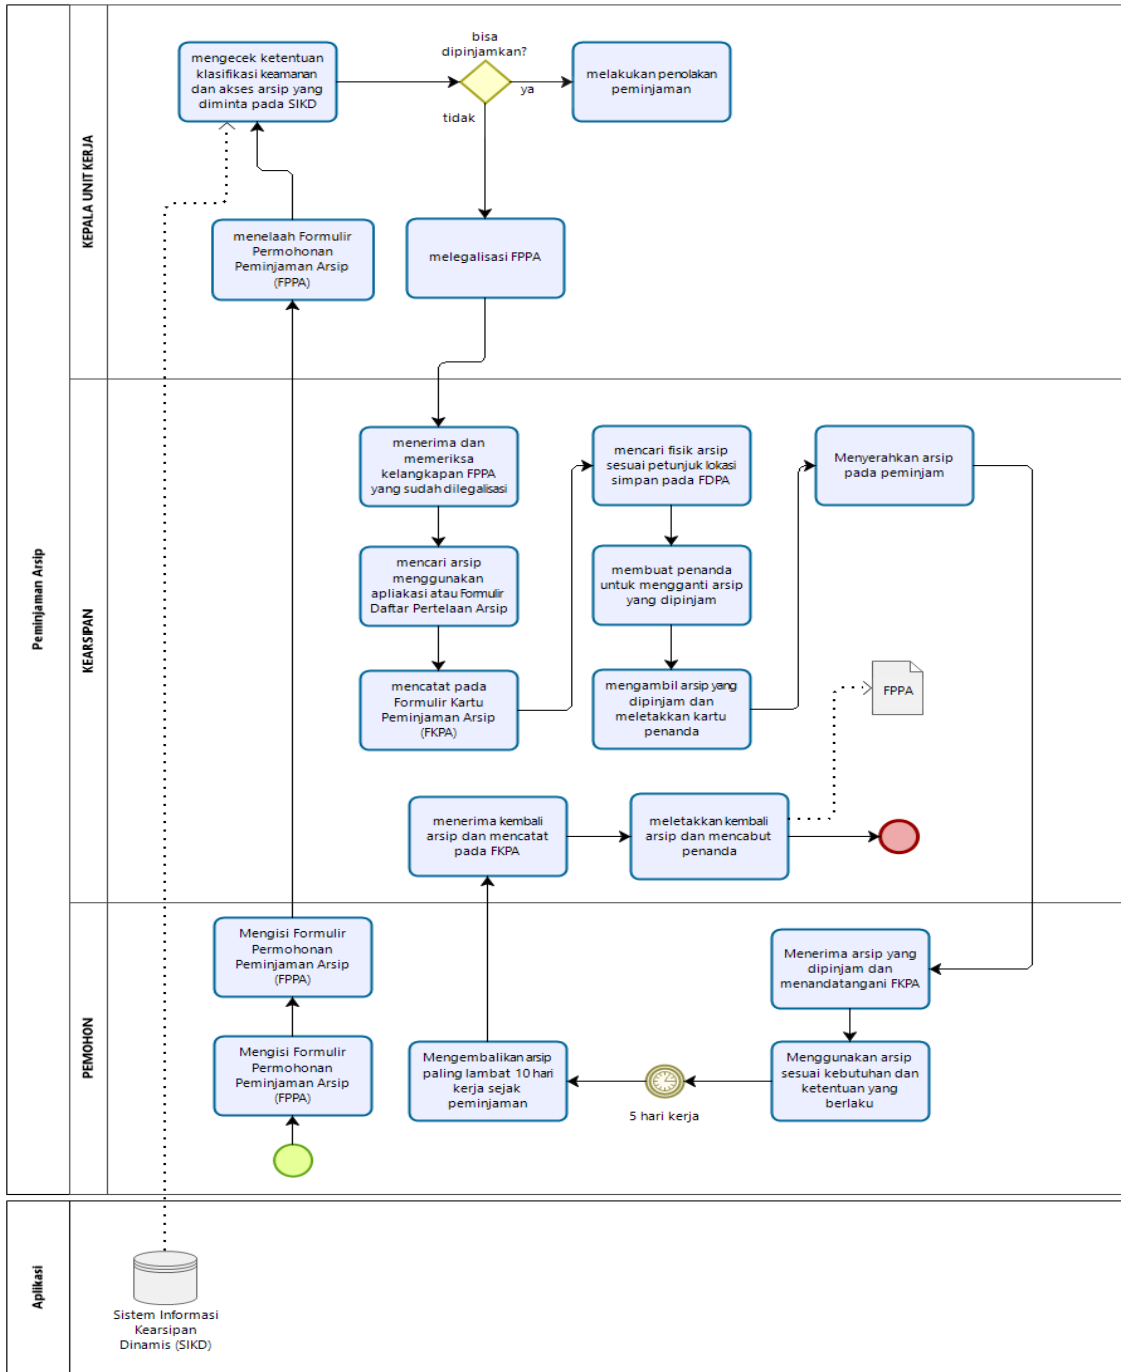 Peminjaman Arsip
KEPALA UNIT KERJA
mengecek ketentuan
klasifikasi keamanan
dan akses arsip yang
diminta pada SIKD
bisa
dipinjamkan?
ya
tidak
melakukan penolakan
peminjaman
menelaah Formulir
Permohonan
Peminjaman Arsip
(FPPA)
melegalisasi FPPA
KEARSIPAN
menerima dan
memeriksa
kelangkapan FPPA
yang sudah dilegalisasi
mencari arsip
menggunakan
apliakasi atau Formulir
Daftar Pertelaan Arsip
mencatat pada
Formulir Kartu
Peminjaman Arsip
(FKPA)
mencari fisik arsip
sesuai petunjuk lokasi
simpan pada FDPA
membuat penanda
untuk mengganti arsip
yang dipinjam
mengambil arsip yang
dipinjam dan
meletakkan kartu
penanda
Menyerahkan arsip
pada peminjam
FPPA
menerima kembali
arsip dan mencatat
pada FKPA
meletakkan kembali
arsip dan mencabut
penanda
PEMOHON
Mengisi Formulir
Permohonan
Peminjaman Arsip
(FPPA)
Mengisi Formulir
Permohonan
Peminjaman Arsip
(FPPA)
Menerima arsip yang
dipinjam dan
menandatangani FKPA
Menggunakan arsip
sesuai kebutuhan dan
ketentuan yang
berlaku
5 hari kerja
Mengembalikan arsip
paling lambat 10 hari
kerja sejak
peminjaman
Aplikasi
Sistem Informasi
Kearsipan
Dinamis (SIKD)